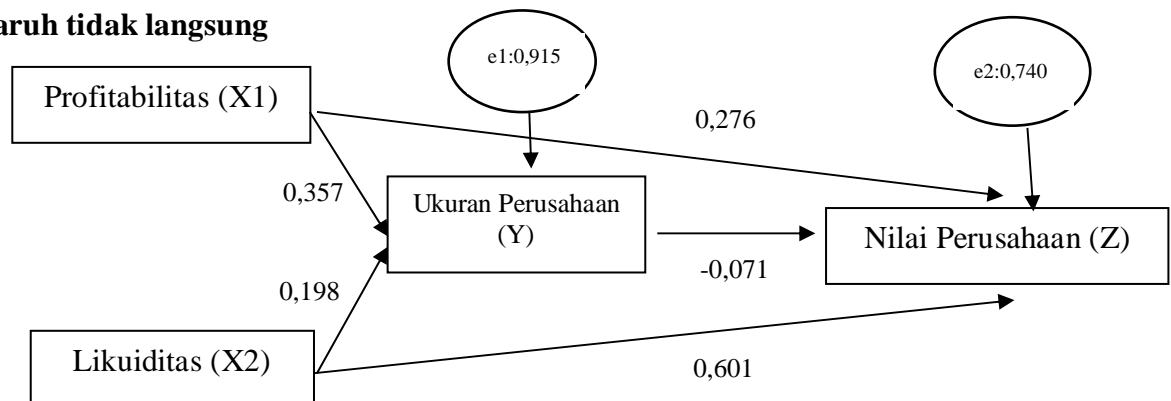 tidak langsung
e1:0,915
e2:0,740
Profitabilitas (X1)
0,276
0,357
Ukuran Perusahaan
(Y)
Nilai Perusahaan (Z)
-0,071
0,198
Likuiditas (X2)
0,601